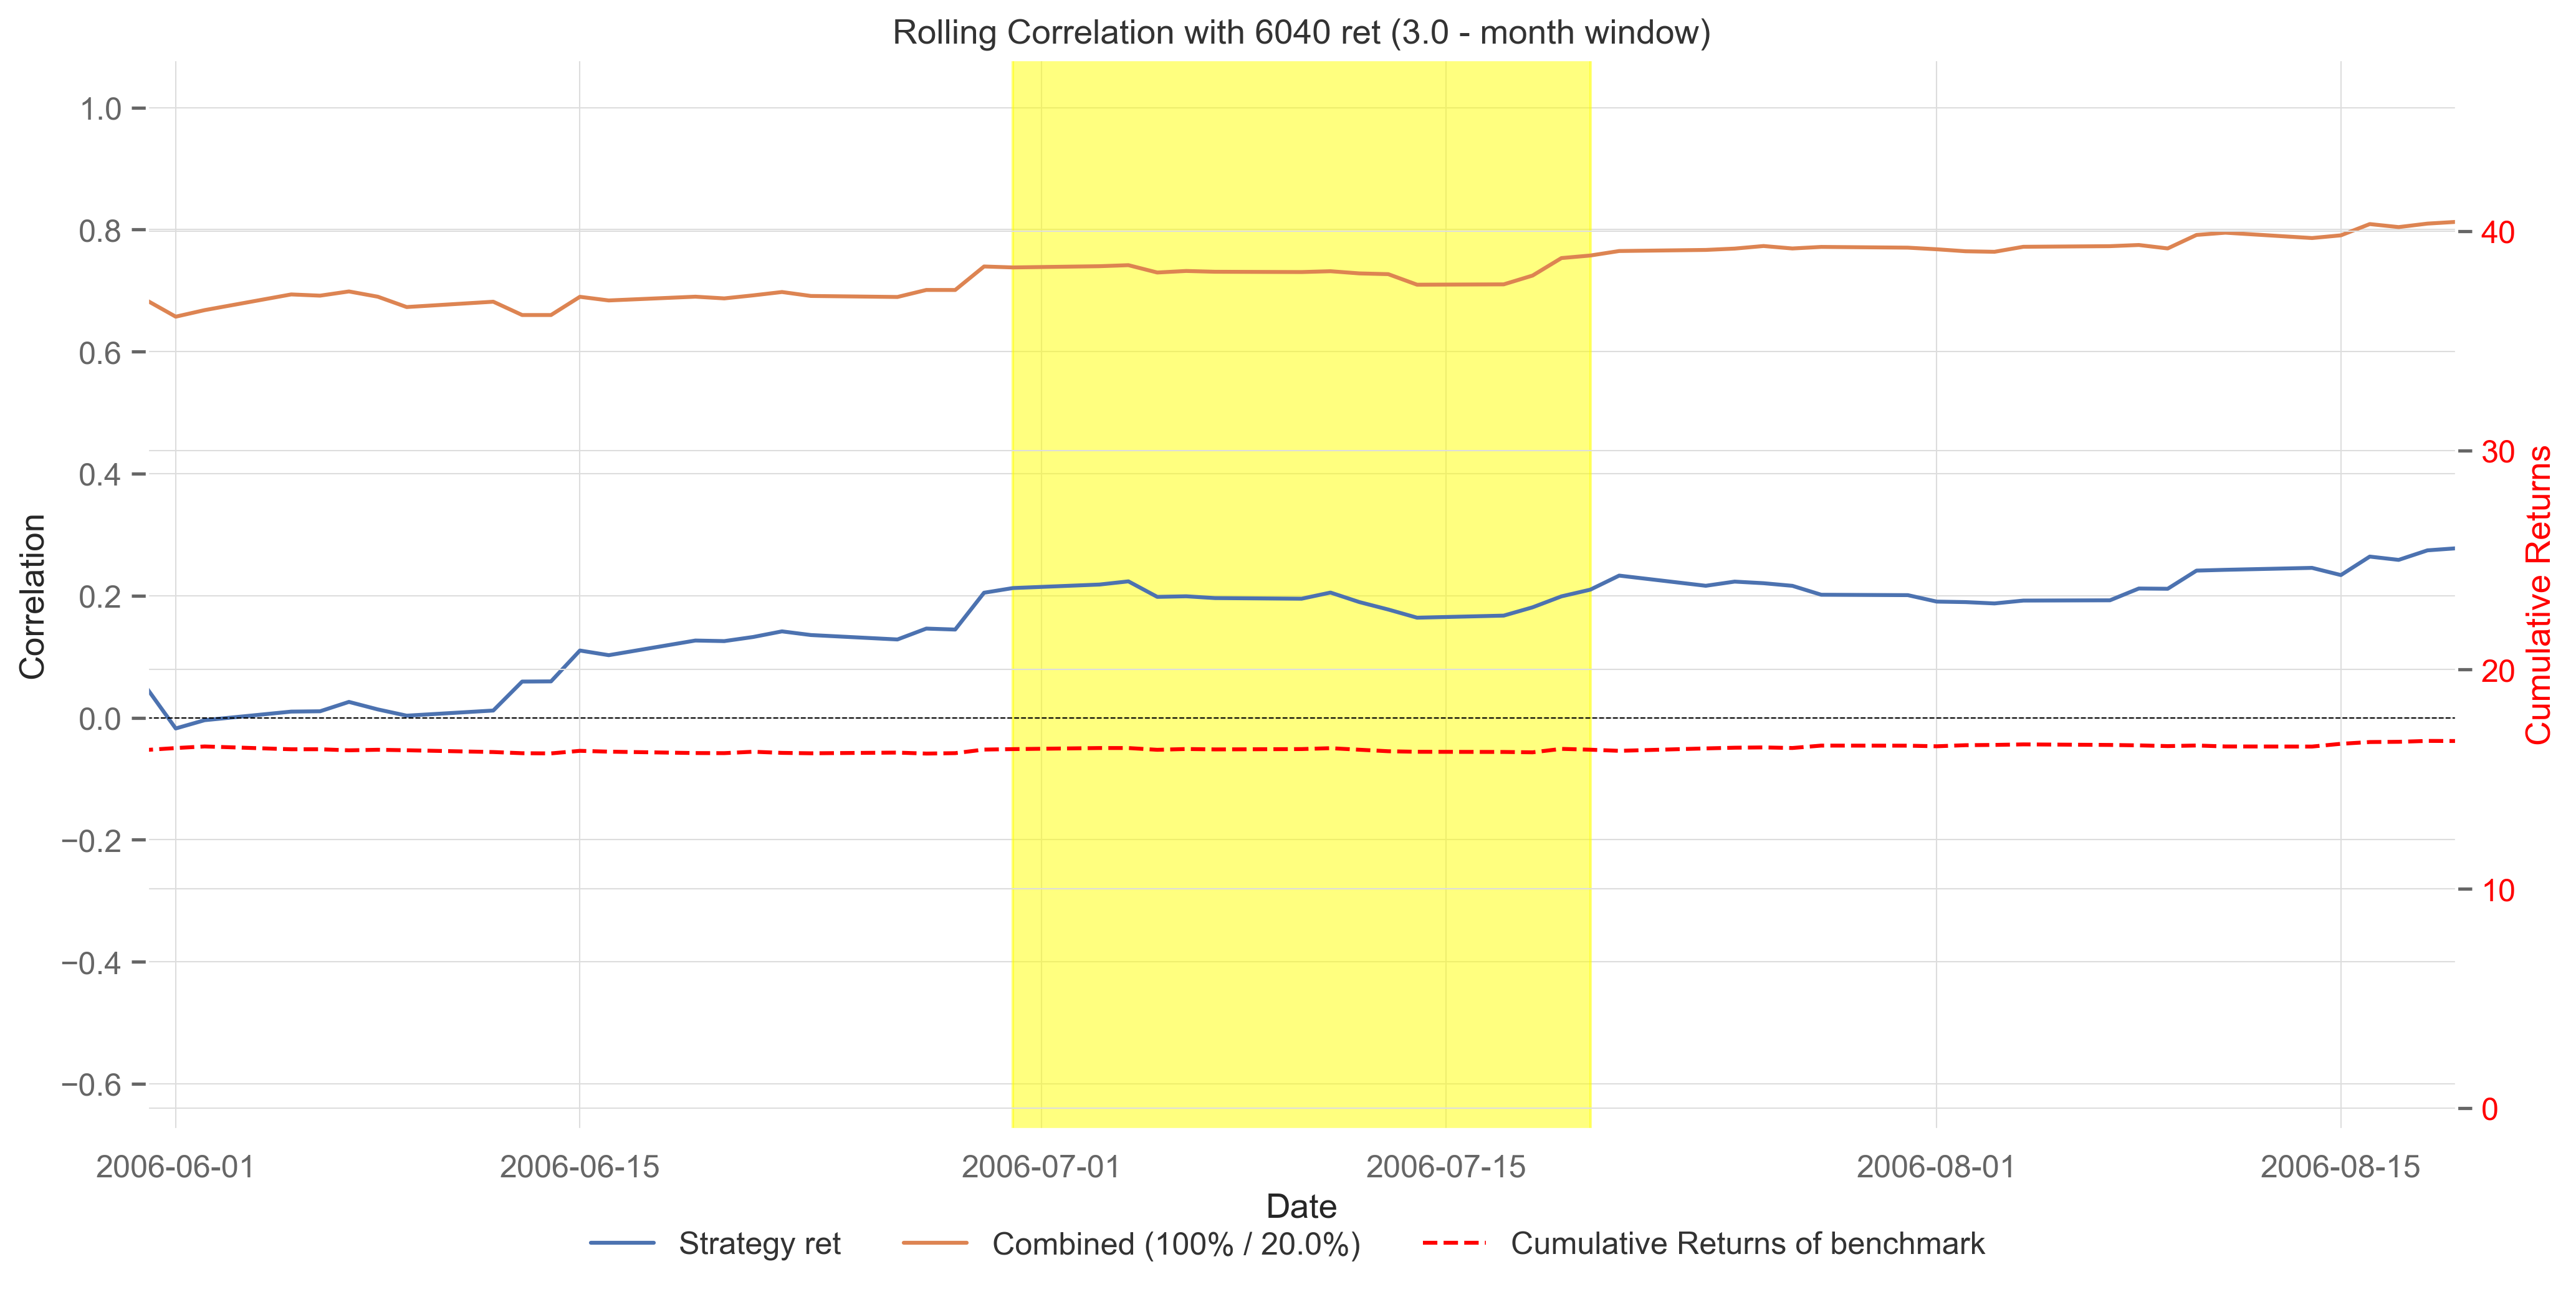 Rolling Correlation with 6040 ret (3.0 - month window)
1.0
0.8
0.6
0.4
0.2
0.0
−0.2
−0.4
−0.6
Correlation
40
30
20
10
0
Cumulative Returns
2006-06-01
2006-06-15
2006-07-01
2006-07-15
2006-08-01
2006-08-15
Date
Strategy ret
Combined (100% / 20.0%)
Cumulative Returns of benchmark